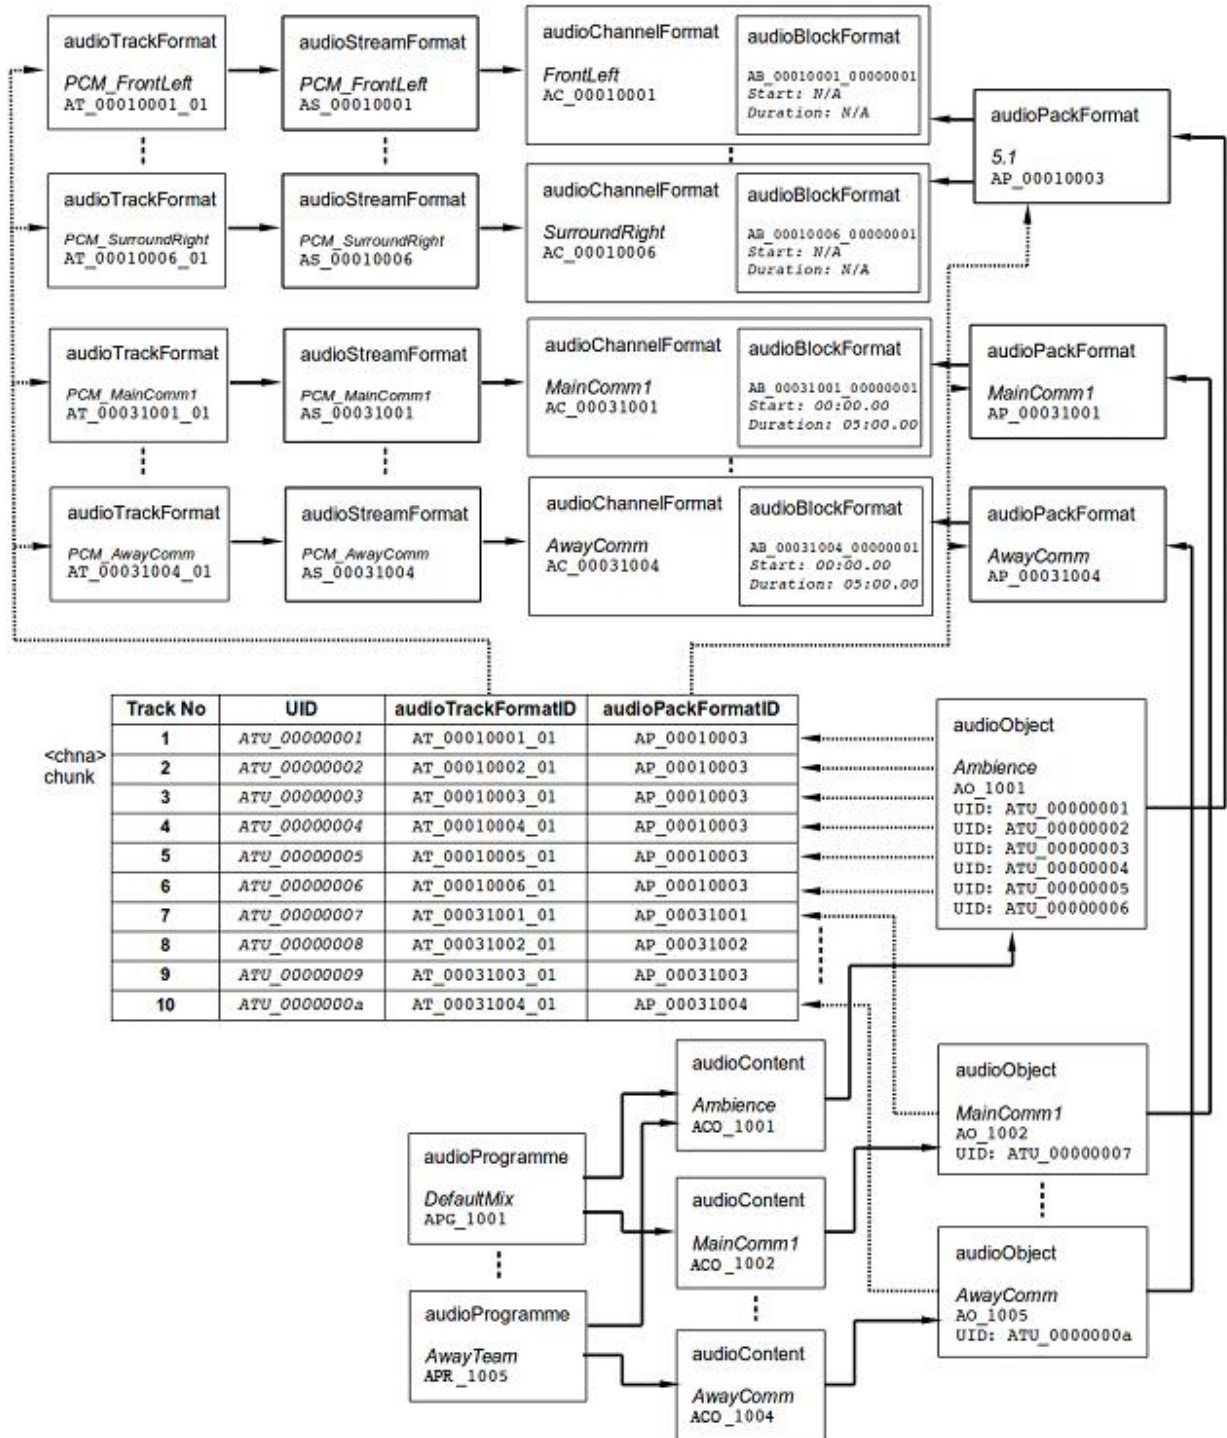 audioTrackFormat
PCM_FrontLeft
AT_00010001_01
audioStreamFormat
PCM_FrontLeft
AS_00010001
audioChannelFormat
FrontLeft
AC_00010001
audioBlockFormat
AB_00010001_00000001
Start: N/A
Duration: N/A
audioPackFormat
5.1
AP_00010003
audioTrackFormat
PCM_SurroundRight
AT_00010006_01
audioStreamFormat
PCM_SurroundRight
AS_00010006
audioChannelFormat
SurroundRight
AC_00010006
audioBlockFormat
AB_00010006_00000001
Start: N/A
Duration: N/A
audioTrackFormat
PCM_MainComm1
AT_00031001_01
audioStreamFormat
PCM_MainComm1
AS_00031001
audioChannelFormat
MainComm1
AC_00031001
audioBlockFormat
AB_00031001_00000001
Start: 00:00.00
Duration: 05:00.00
audioPackFormat
MainComm1
AP_00031001
audioTrackFormat
PCM_AwayComm
AT_00031004_01
audioStreamFormat
PCM_AwayComm
AS_00031004
audioChannelFormat
AwayComm
AC_00031004
audioBlockFormat
AB_00031004_00000001
Start: 00:00.00
Duration: 05:00.00
audioPackFormat
AwayComm
AP_00031004
<chna>
chunk
Track No UID audioTrackFormatID audioPackFormatID
1 ATU_00000001 AT_00010001_01 AP_00010003
2 ATU_00000002 AT_00010002_01 AP_00010003
3 ATU_00000003 AT_00010003_01 AP_00010003
4 ATU_00000004 AT_00010004_01 AP_00010003
5 ATU_00000005 AT_00010005_01 AP_00010003
6 ATU_00000006 AT_00010006_01 AP_00010003
7 ATU_00000007 AT_00031001_01 AP_00031001
8 ATU_00000008 AT_00031002_01 AP_00031002
9 ATU_00000009 AT_00031003_01 AP_00031003
10 ATU_0000000a AT_00031004_01 AP_00031004
audioObject
Ambience
AO_1001
UID: ATU_00000001
UID: ATU_00000002
UID: ATU_00000003
UID: ATU_00000004
UID: ATU_00000005
UID: ATU_00000006
audioProgramme
DefaultMix
APG_1001
audioContent
Ambience
ACO_1001
audioContent
MainComm1
ACO_1002
audioObject
MainComm1
AO_1002
UID: ATU_00000007
audioProgramme
AwayTeam
APR_1005
audioContent
AwayComm
ACO_1004
audioObject
AwayComm
AO_1005
UID: ATU_0000000a